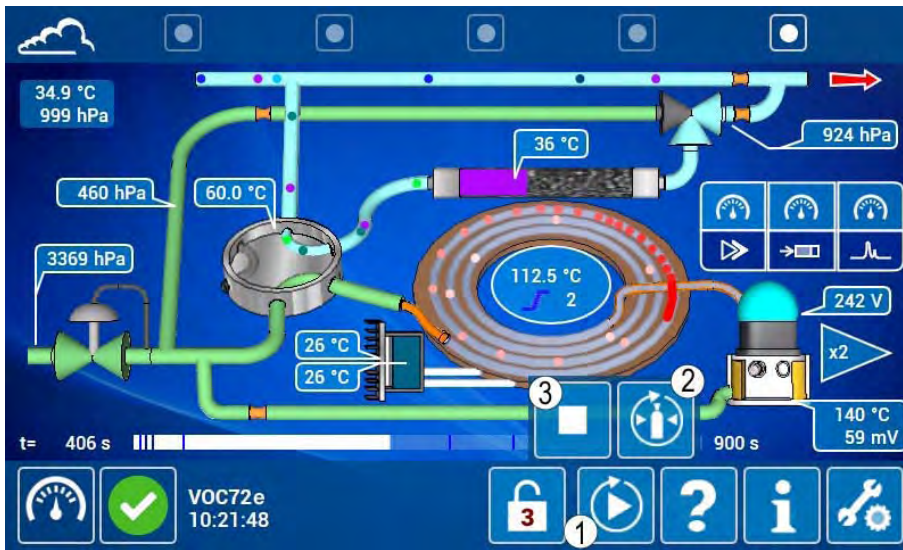 34.9 °C
999 hPa
36 °C
924 hPa
460 hPa
60.0 °C
3369 hPa
112.5 °C
2
242 V
26 °C
26 °C
x2
3
2
140 °C
59 mV
t= 406 s
900 s
VOC72e
10:21:48
3
1
?
i